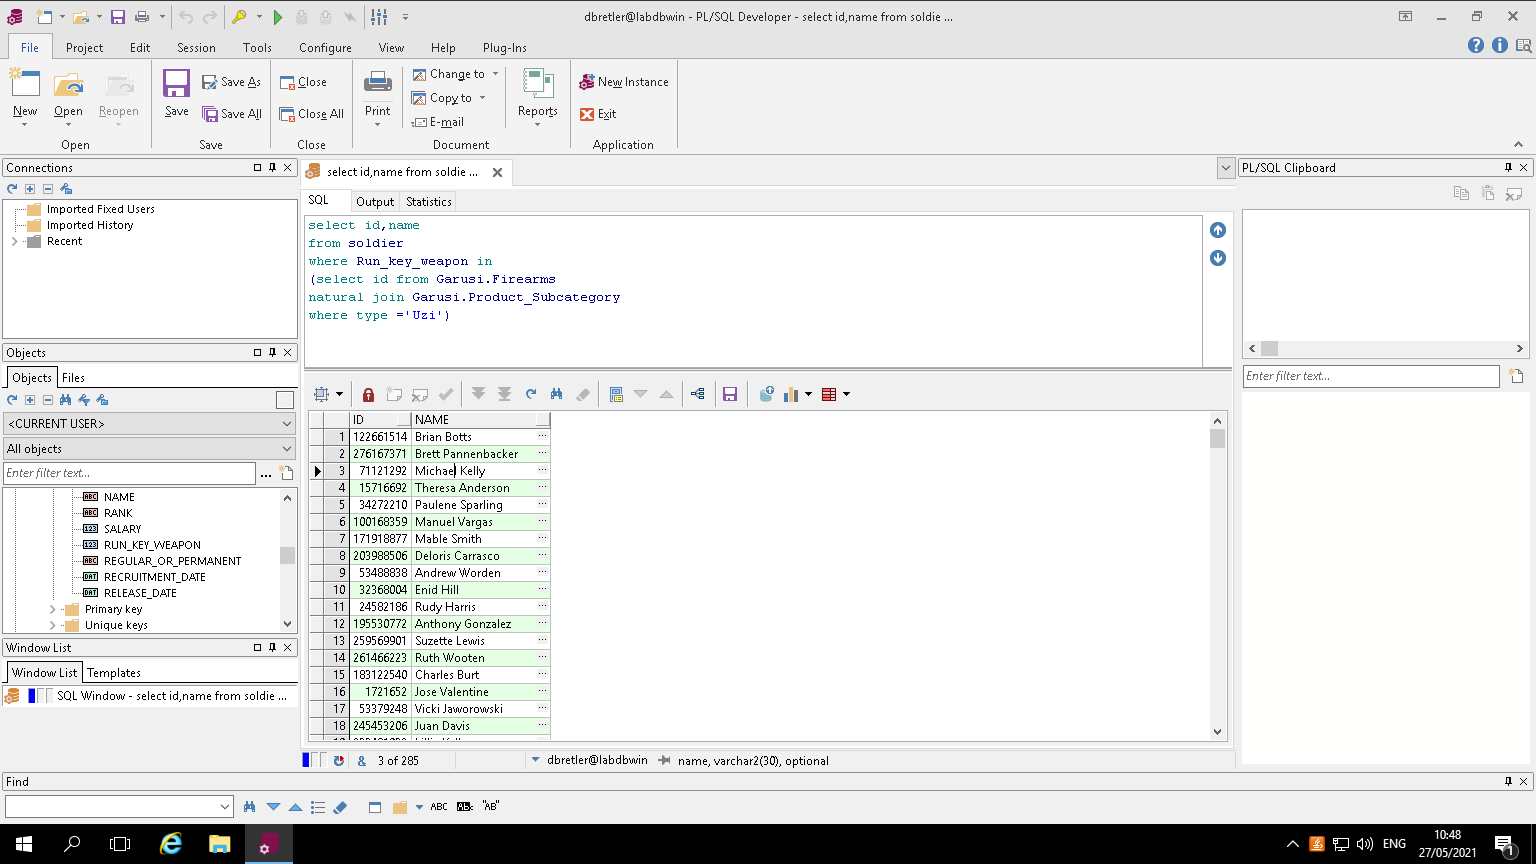 dbretler@labdbwin - PL/SQL Developer - select id,name from soldie ...
File Project Edit Session Tools Configure View Help Plug-Ins
New Open Reopen
Save Save As
Save All
Close
Close All
Print Change to
Copy to
E-mail
Reports
New Instance
Exit
Open Save Close Document Application
Connections
Imported Fixed Users
Imported History
Recent
Objects
Objects Files
<CURRENT USER>
All objects
Enter filter text...
ABC NAME
ABC RANK
123 SALARY
123 RUN_KEY_WEAPON
ABC REGULAR_OR_PERMANENT
DAT RECRUITMENT_DATE
DAT RELEASE_DATE
Primary key
Unique keys
Window List
Window List Templates
SQL Window - select id,name from soldie ...
select id,name from soldie ...
SQL Output Statistics
select id,name
from soldier
where Run_key_weapon in
(select id from Garusi.Firearms
natural join Garusi.Product_Subcategory
where type ='Uzi')
ID NAME
1 122661514 Brian Botts ...
2 276167371 Brett Pannenbacker ...
3 71121292 Michael Kelly ...
4 15716692 Theresa Anderson ...
5 34272210 Paulene Sparling ...
6 100168359 Manuel Vargas ...
7 171918877 Mable Smith ...
8 203988506 Deloris Carrasco ...
9 53488838 Andrew Worden ...
10 32368004 Enid Hill ...
11 24582186 Rudy Harris ...
12 195530772 Anthony Gonzalez ...
13 259569901 Suzette Lewis ...
14 261466223 Ruth Wooten ...
15 183122540 Charles Burt ...
16 1721652 Jose Valentine ...
17 53379248 Vicki Jaworowski ...
18 245453206 Juan Davis ...
& 3 of 285 dbretler@labdbwin name, varchar2(30), optional
PL/SQL Clipboard
Enter filter text...
Find
ABC AB: "AB"
ENG 10:48
27/05/2021
1